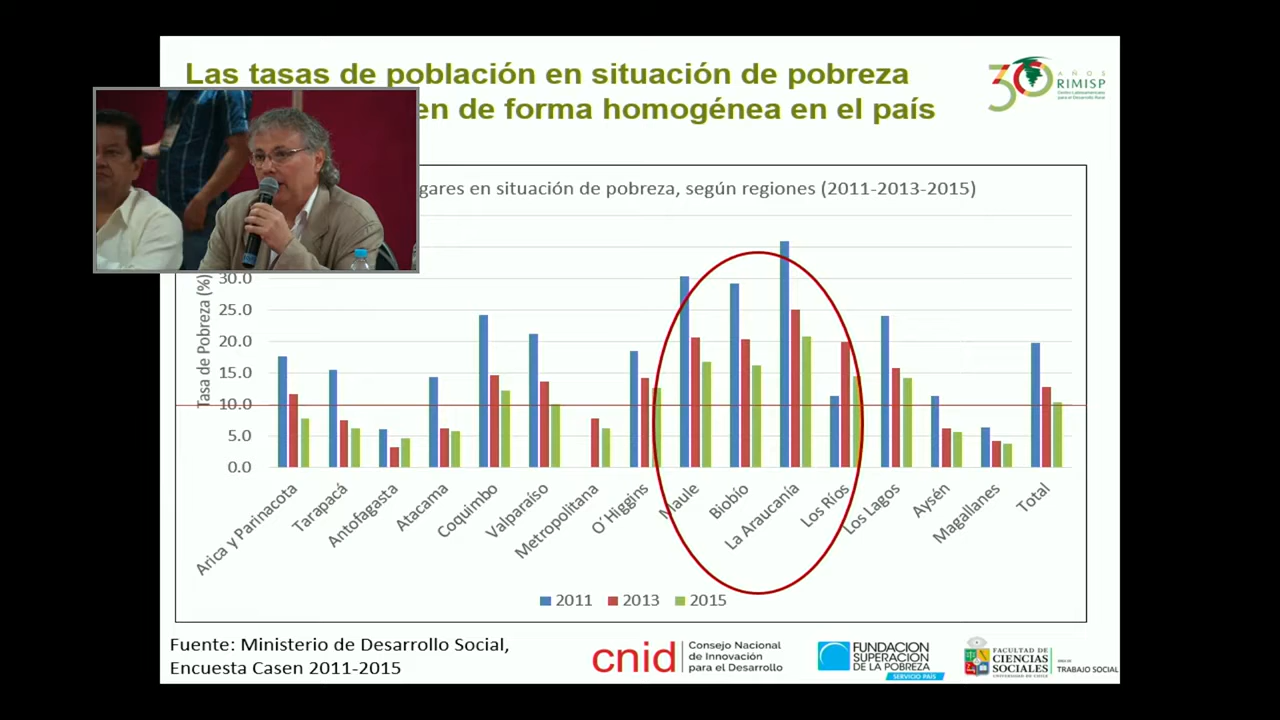 Las tasas de población en situación de pobreza
en de forma homogénea en el país
30 AÑOS
RIMISP
Centro Latinoamericano
para el Desarrollo Rural
gares en situación de pobreza, según regiones (2011-2013-2015)
Tasa de Pobreza (%)
30.0
25.0
20.0
15.0
10.0
5.0
0.0
Arica y Parinacota
Tarapacá
Antofagasta
Atacama
Coquimbo
Valparaíso
Metropolitana
O´Higgins
Maule
Biobío
La Araucanía
Los Ríos
Los Lagos
Aysén
Magallanes
Total
2011 2013 2015
Fuente: Ministerio de Desarrollo Social,
Encuesta Casen 2011-2015
cnid
Consejo Nacional
de Innovación
para el Desarrollo
FUNDACION
SUPERACION
DE LA POBREZA
SERVICIO PAÍS
FACULTAD DE
CIENCIAS
SOCIALES
UNIVERSIDAD DE CHILE
TRABAJO SOCIAL